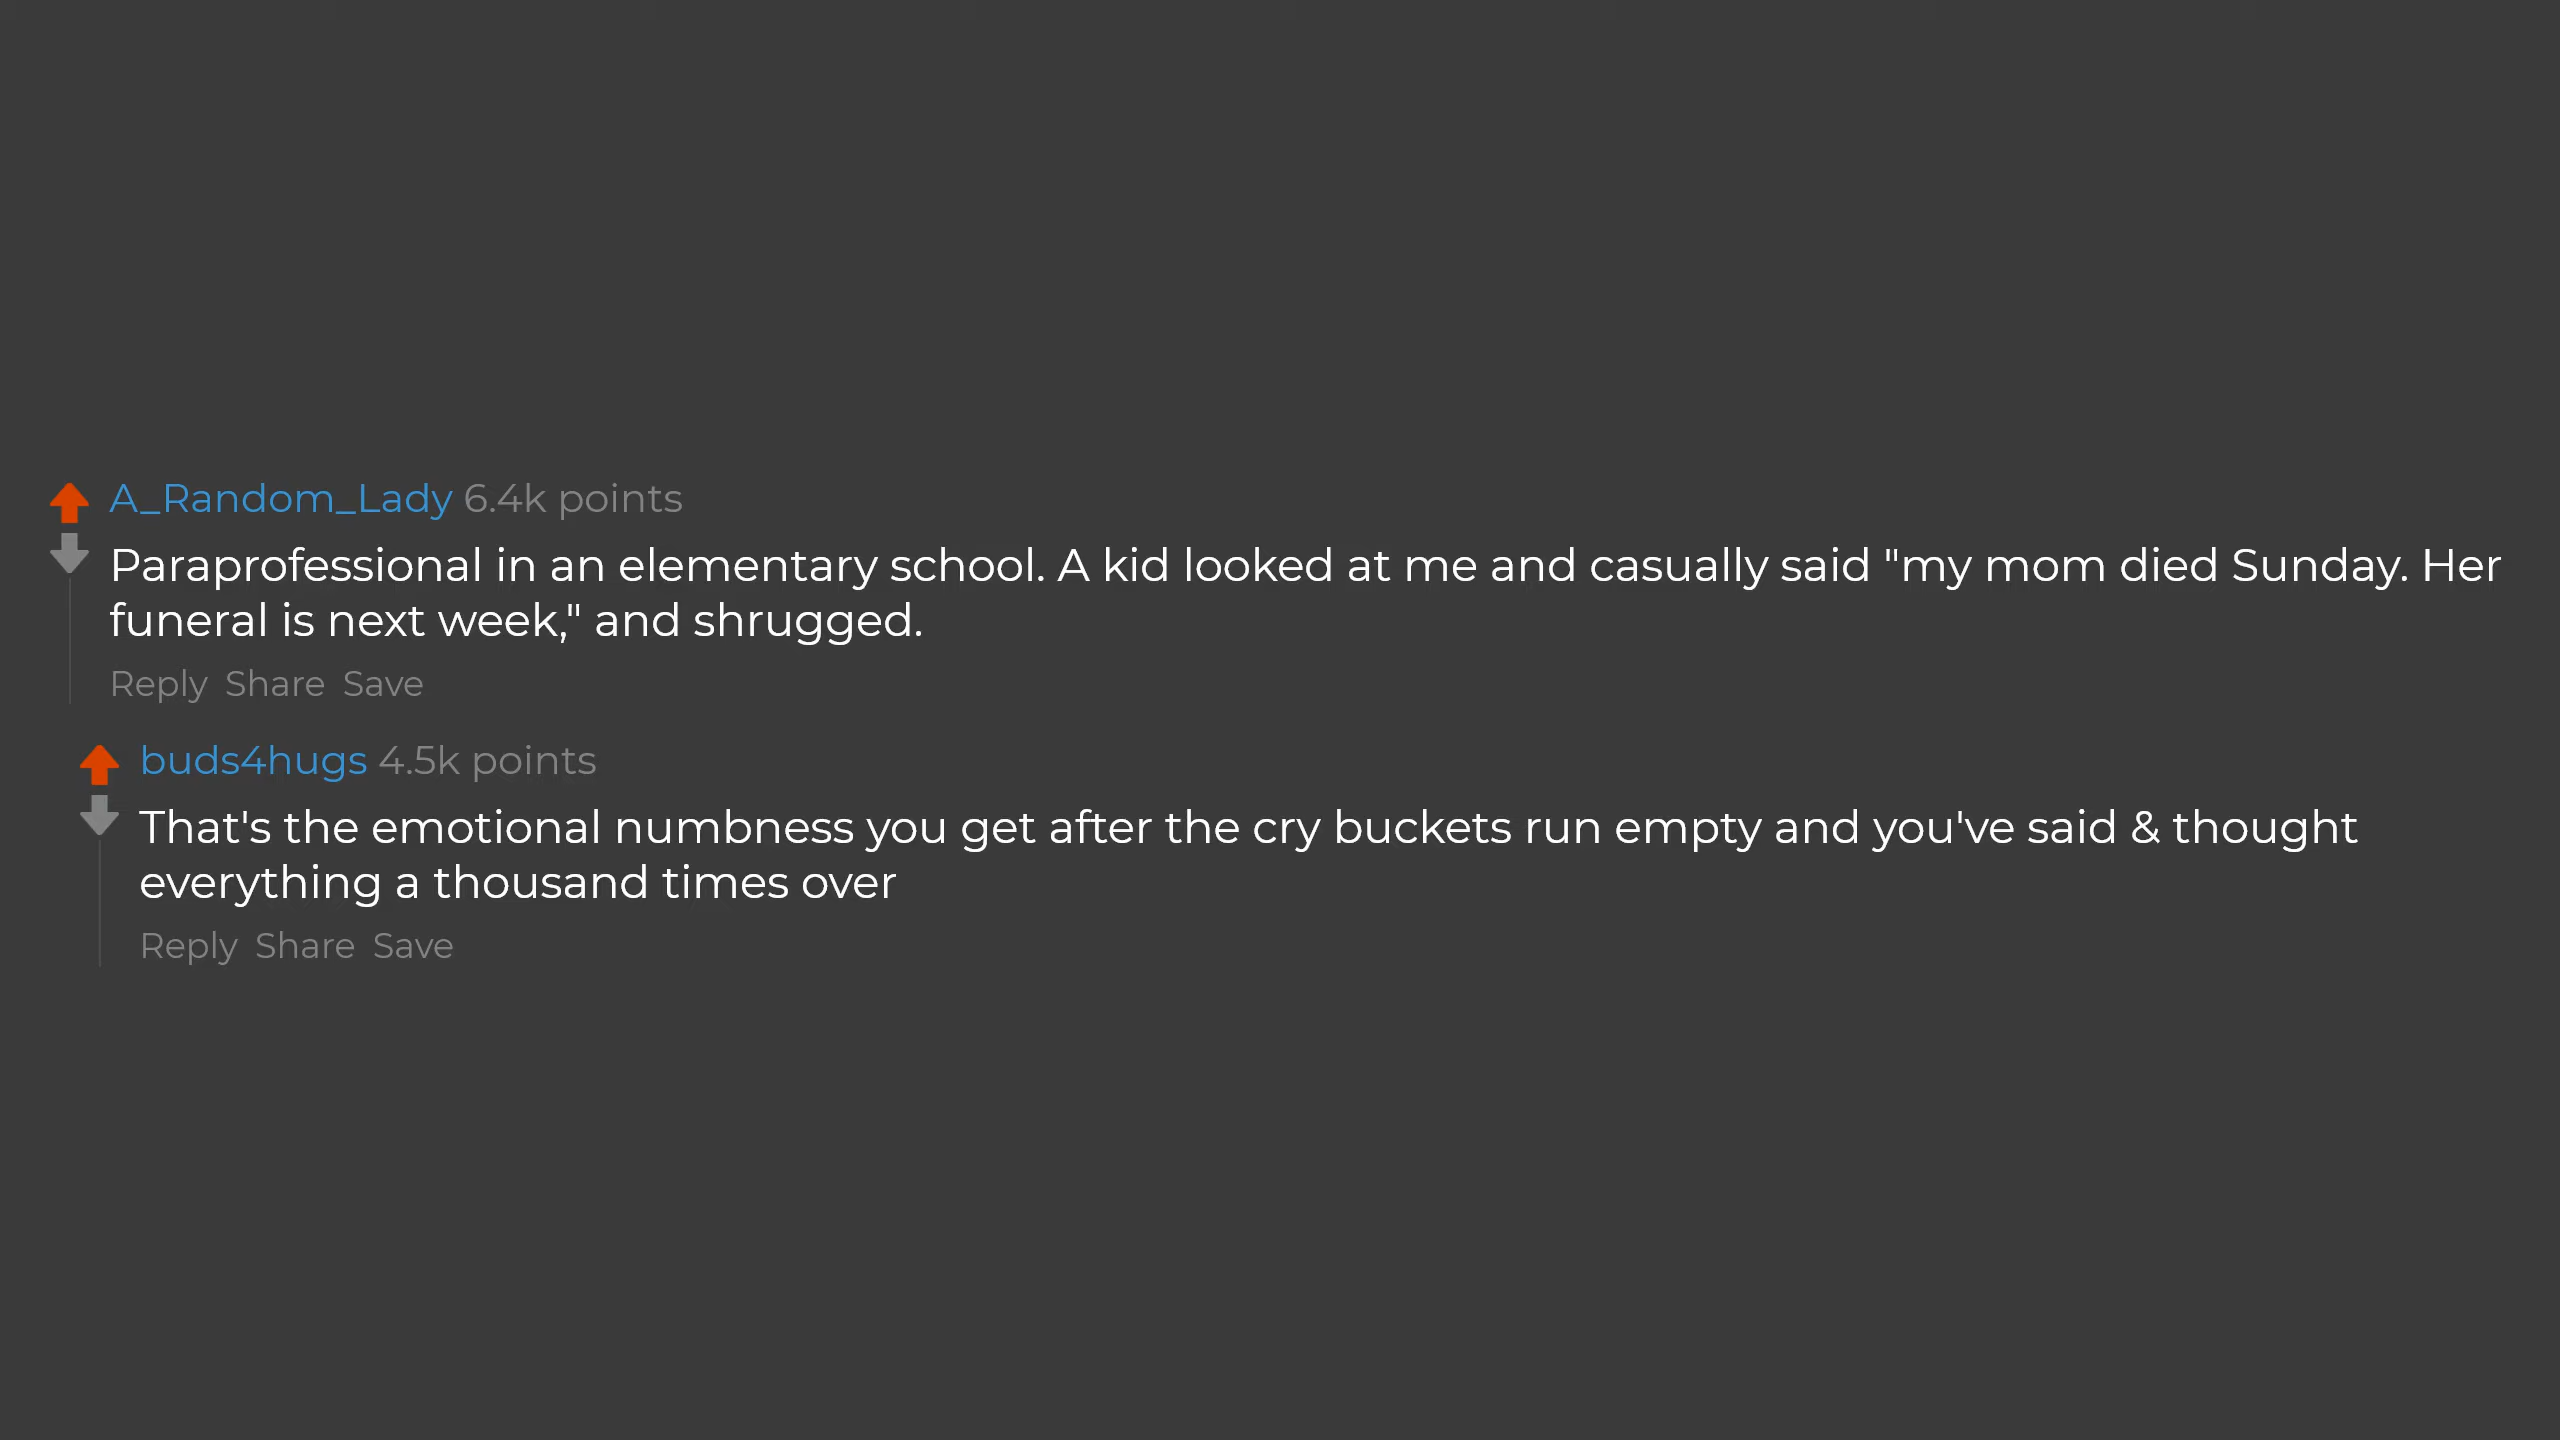 A_Random_Lady 6.4k points
Paraprofessional in an elementary school. A kid looked at me and casually said "my mom died Sunday. Her
funeral is next week," and shrugged.
Reply Share Save
buds4hugs 4.5k points
That's the emotional numbness you get after the cry buckets run empty and you've said & thought
everything a thousand times over
Reply Share Save